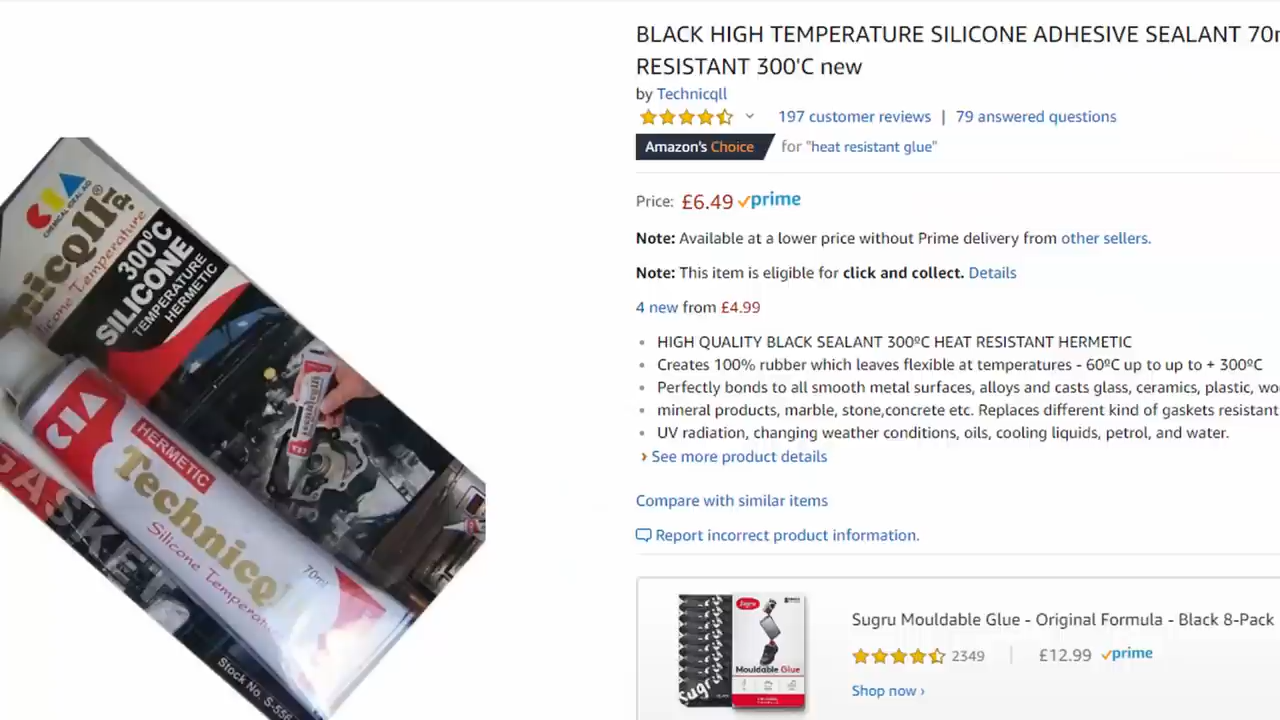 BLACK HIGH TEMPERATURE SILICONE ADHESIVE SEALANT
RESISTANT 300'C new
by Technicqll
197 customer reviews | 79 answered questions
Amazon's Choice for "heat resistant glue"
Price: £6.49 prime
Note: Available at a lower price without Prime delivery from other sellers.
Note: This item is eligible for click and collect. Details
4 new from £4.99
HIGH QUALITY BLACK SEALANT 300ºC HEAT RESISTANT HERMETIC
Creates 100% rubber which leaves flexible at temperatures - 60ºC up to up to + 300ºC
Perfectly bonds to all smooth metal surfaces, alloys and casts glass, ceramics, plastic,
mineral products, marble, stone,concrete etc. Replaces different kind of gaskets resistant
UV radiation, changing weather conditions, oils, cooling liquids, petrol, and water.
See more product details
Compare with similar items
Report incorrect product information.
Sugru Mouldable Glue - Original Formula - Black 8-Pack
2349 | £12.99 prime
Shop now ›
Sugru
Mouldable Glue
CHEMICAL IDEAL AID
Temperature
300ºC
SILICONE
TEMPERATURE
HERMETIC
HERMETIC
Silicone
70ml
Stock No.